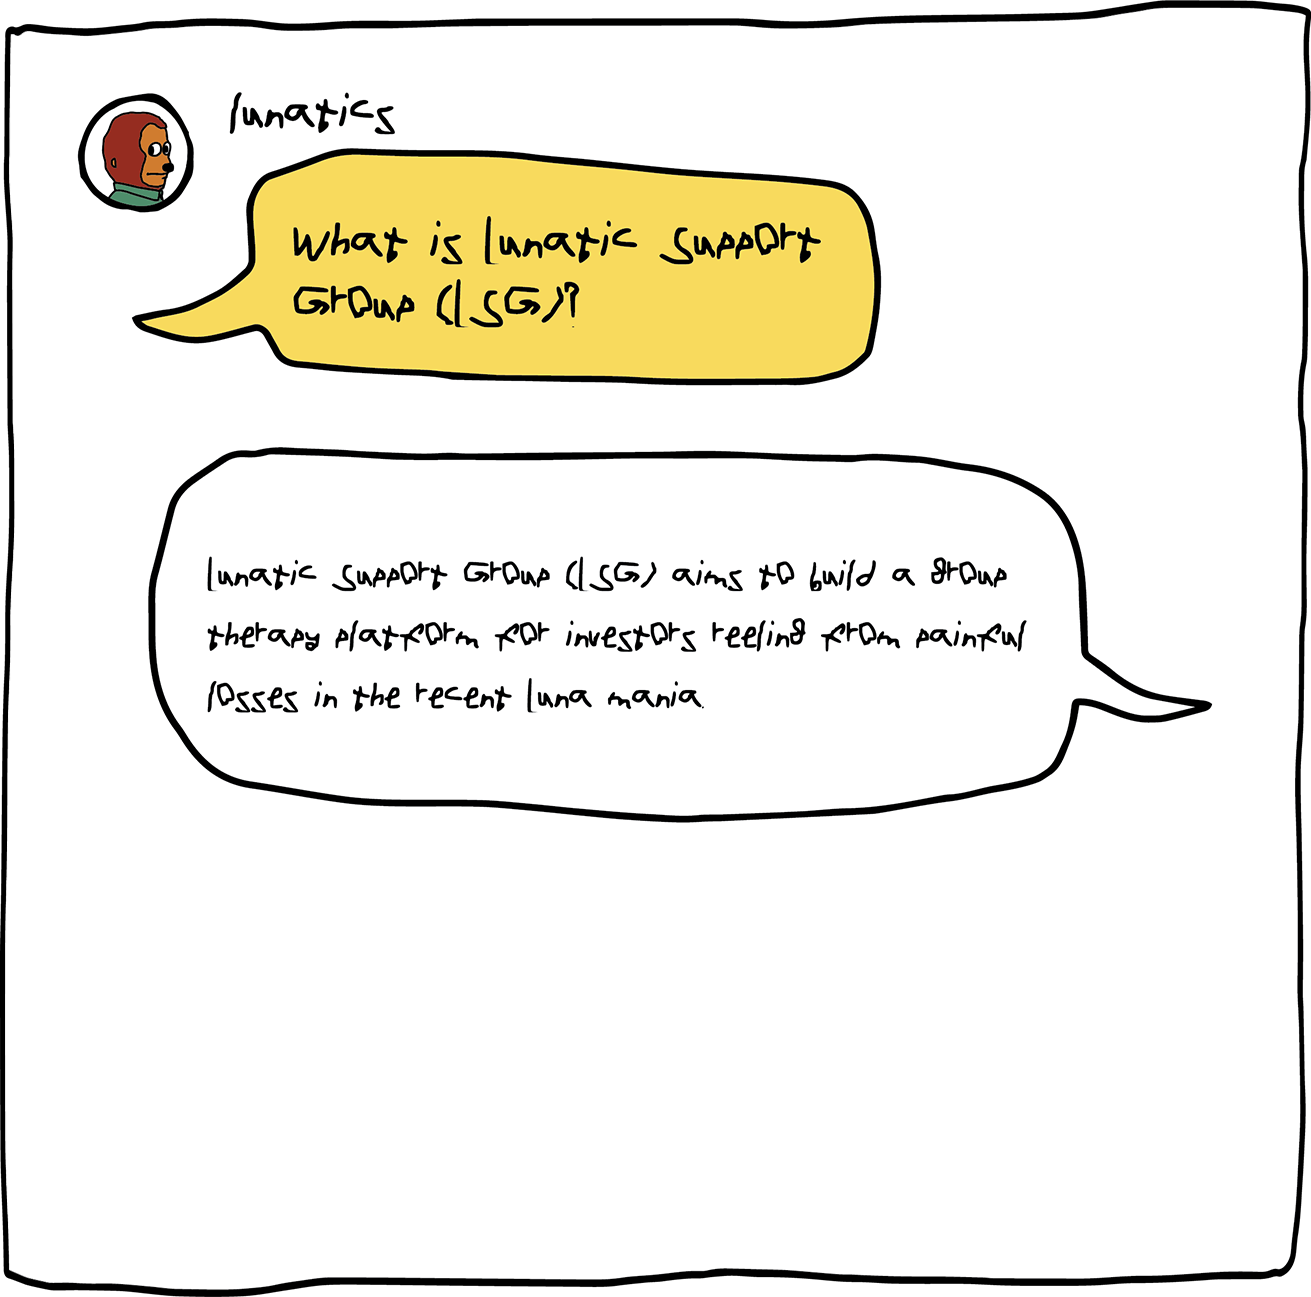 lunatics
What is Lunatic Support
Group (LSG)?
Lunatic Support Group (LSG) aims to build a group
therapy platform for investors reeling from painful
losses in the recent Luna mania.